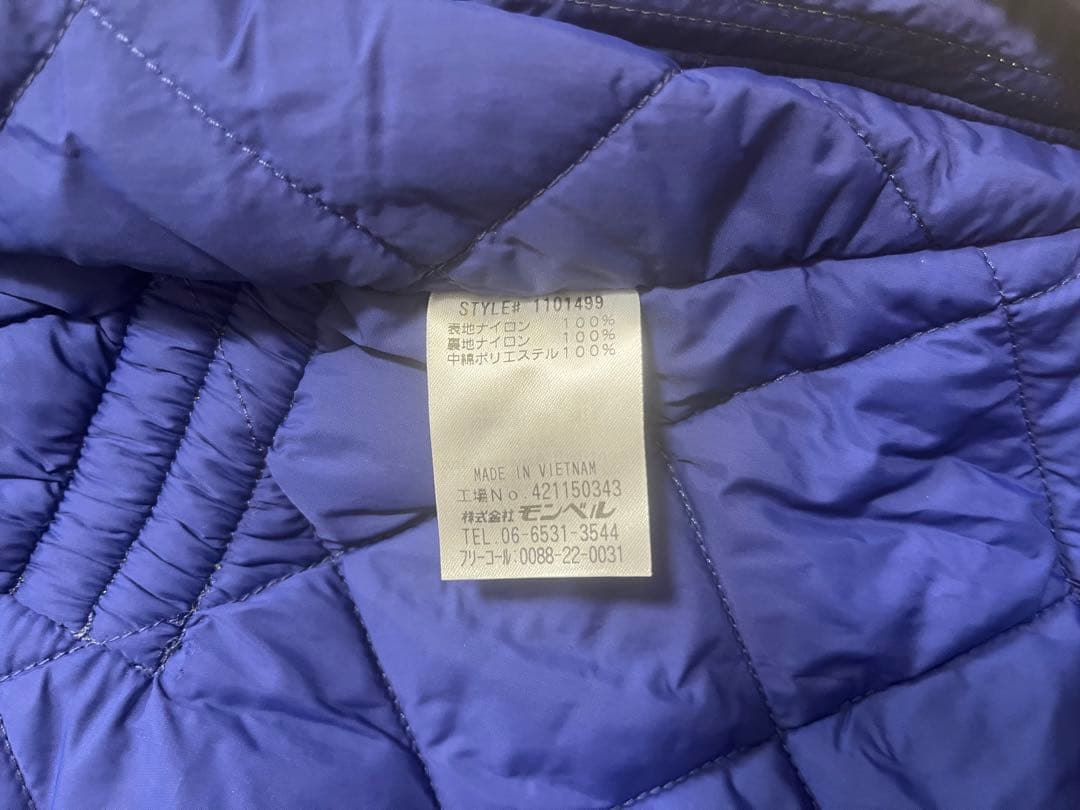 STYLE# 1101499
表地ナイロン 100%
裏地ナイロン 100%
中綿ポリエステル100%
MADE IN VIETNAM
工場No.421150343
株式会社 モンベル
TEL.06-6531-3544
フリーコール:0088-22-0031